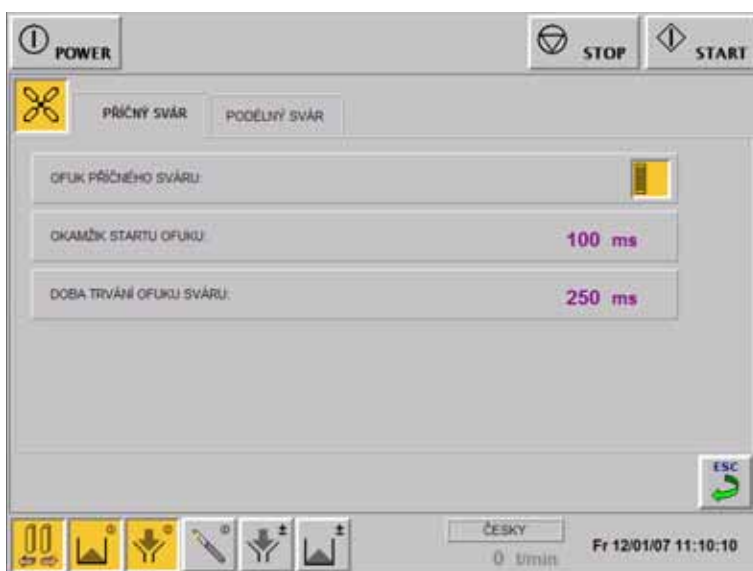 POWER
STOP
START
PŘÍČNÝ SVÁR
PODÉLNÝ SVÁR
OFUK PŘÍČNÉHO SVÁRU:
OKAMŽIK STARTU OFUKU:
100 ms
DOBA TRVÁNÍ OFUKU SVÁRU:
250 ms
ESC
ČESKY
0 t/min
Fr 12/01/07 11:10:10